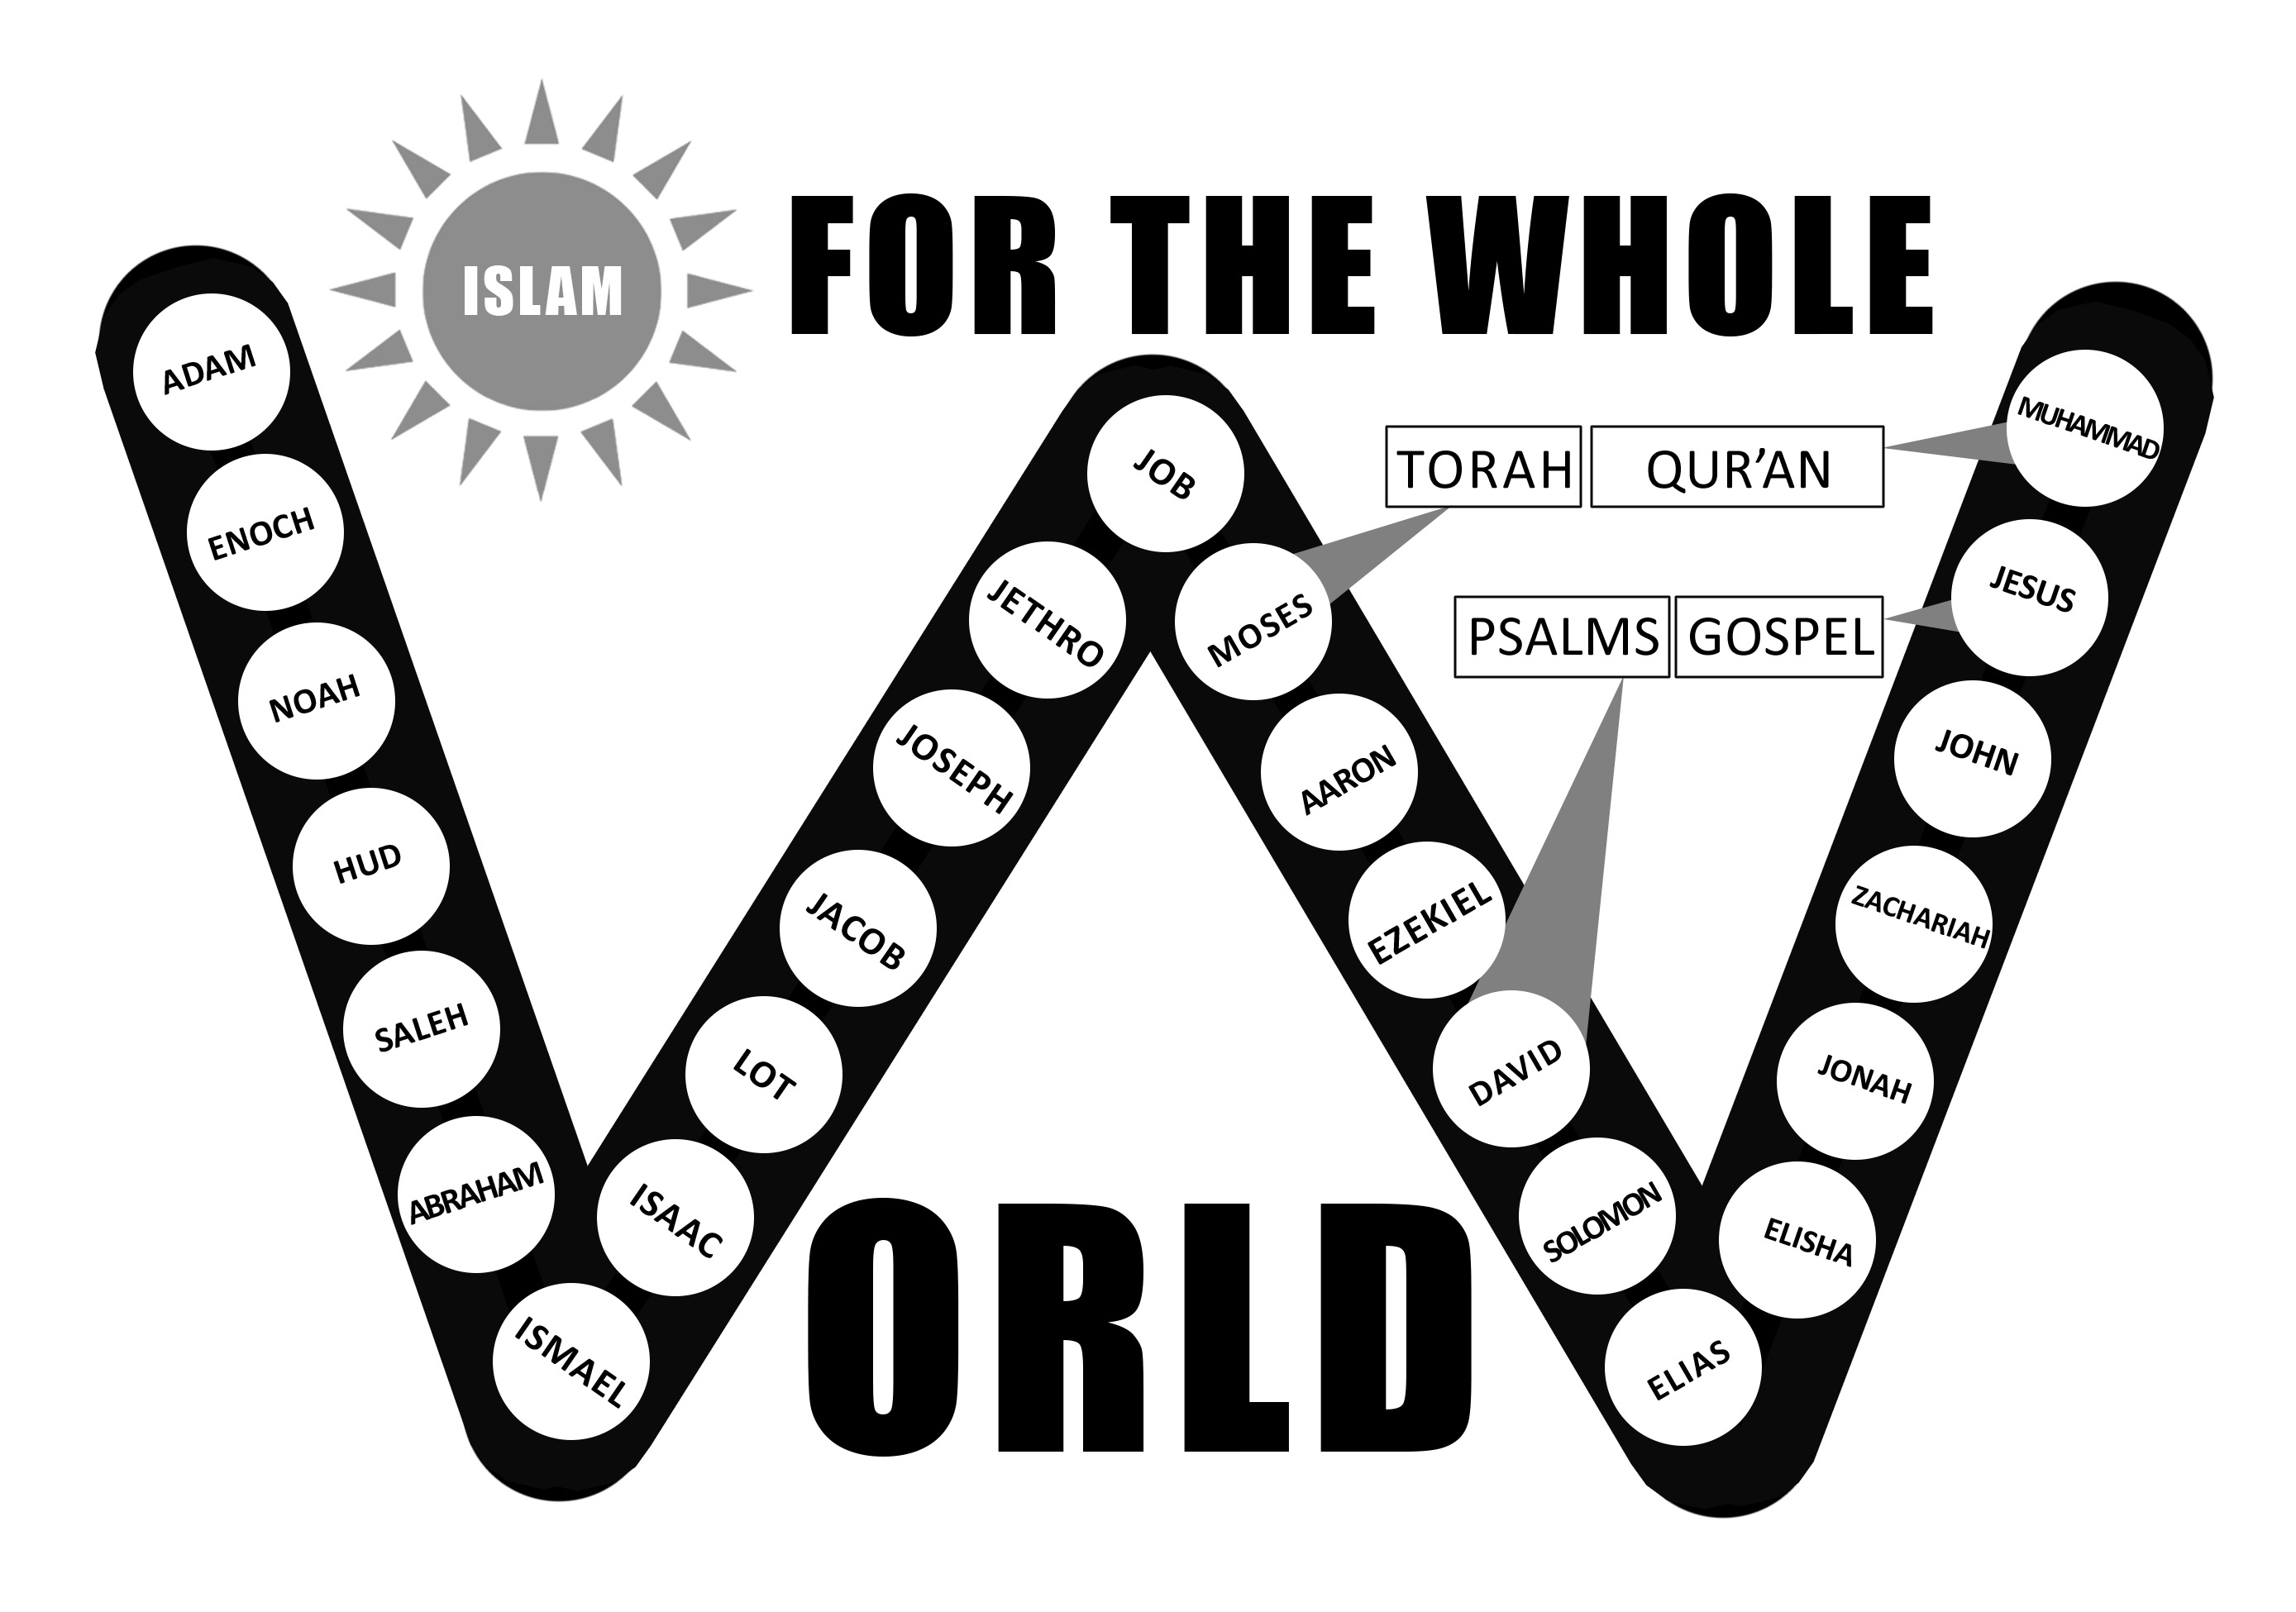 ISLAM
FOR THE WHOLE
ADAM
ENOCH
NOAH
HUD
SALEH
ABRAHAM
ISMAEL
ISAAC
LOT
JACOB
JOSEPH
JETHRO
JOB
MOSES
AARON
EZEKIEL
DAVID
SOLOMON
ELIAS
ELISHA
JONAH
ZACHARIAH
JOHN
JESUS
MUHAMMAD
TORAH
QUR’AN
PSALMS
GOSPEL
ORLD